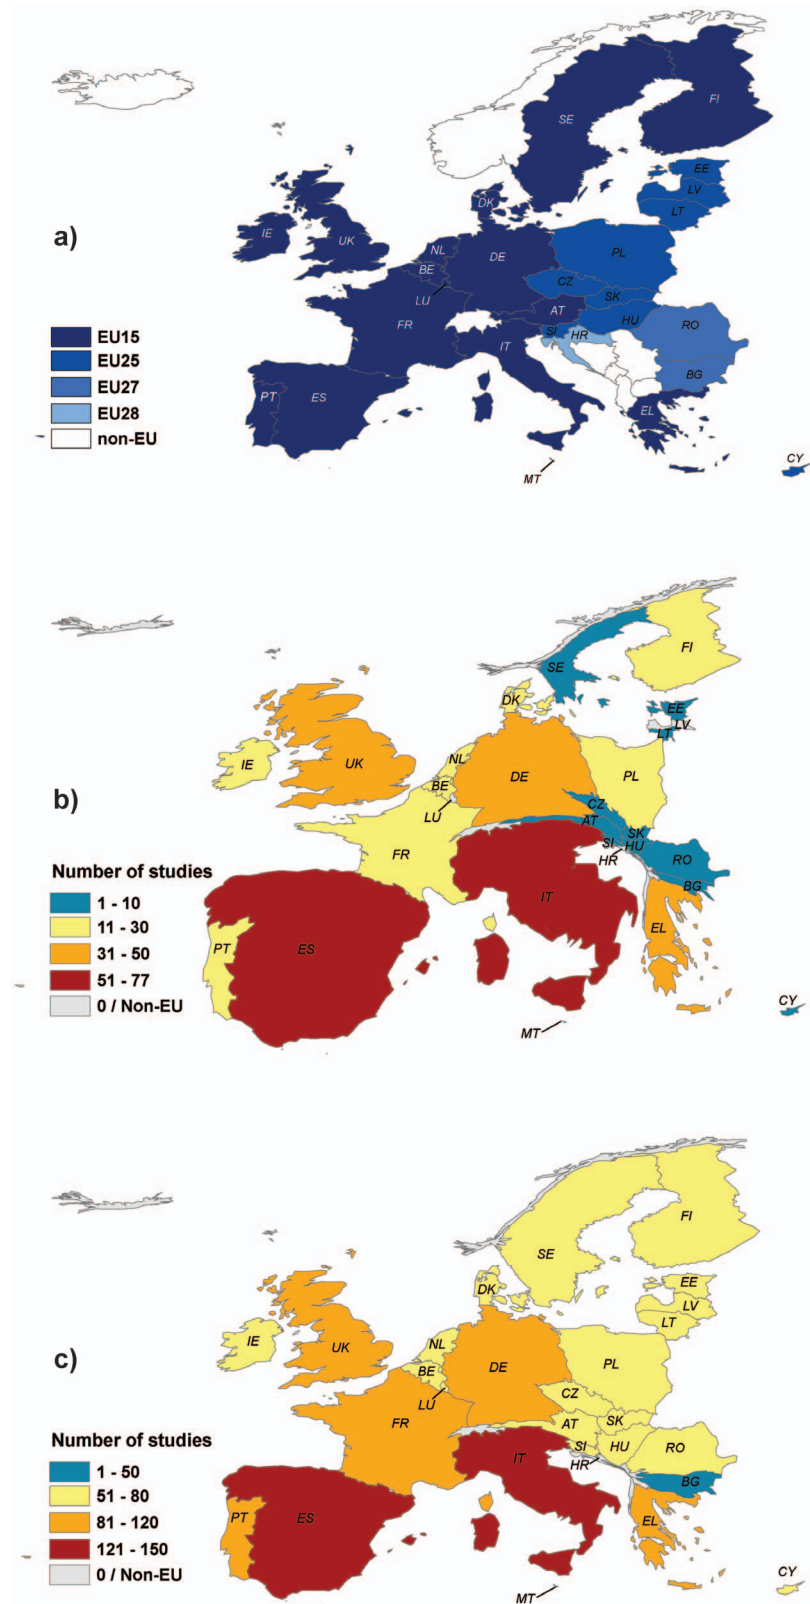 FI
SE
EE
LV
LT
DK
IE
UK
NL
BE
DE
PL
a)
LU
CZ
SK
AT
HU
FR
SI
HR
RO
IT
BG
PT
ES
EL
EU15
EU25
EU27
EU28
non-EU
CY
MT
FI
SE
DK
EE
LV
LT
IE
UK
NL
BE
DE
PL
b)
LU
CZ
AT
SK
SI
HU
FR
HR
RO
BG
IT
PT
ES
EL
Number of studies
1 - 10
11 - 30
31 - 50
51 - 77
0 / Non-EU
CY
MT
FI
SE
DK
EE
LV
LT
IE
UK
NL
BE
DE
PL
c)
LU
CZ
AT
SK
FR
SI
HU
RO
IT
HR
BG
PT
ES
EL
Number of studies
1 - 50
51 - 80
81 - 120
121 - 150
0 / Non-EU
CY
MT